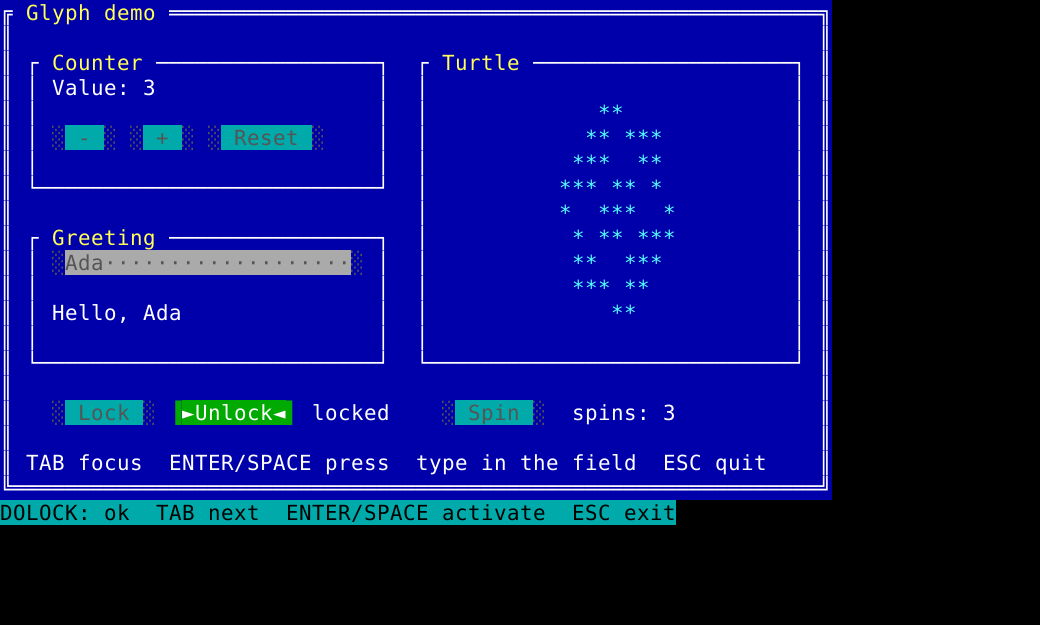 Glyph demo
Counter
Turtle
Value: 3
**
- + Reset
** ***
*** **
*** ** *
* *** *
Greeting
* ** ***
Ada···················
** ***
*** **
Hello, Ada
**
Lock ►Unlock◄ locked Spin spins: 3
TAB focus ENTER/SPACE press type in the field ESC quit
DOLOCK: ok TAB next ENTER/SPACE activate ESC exit